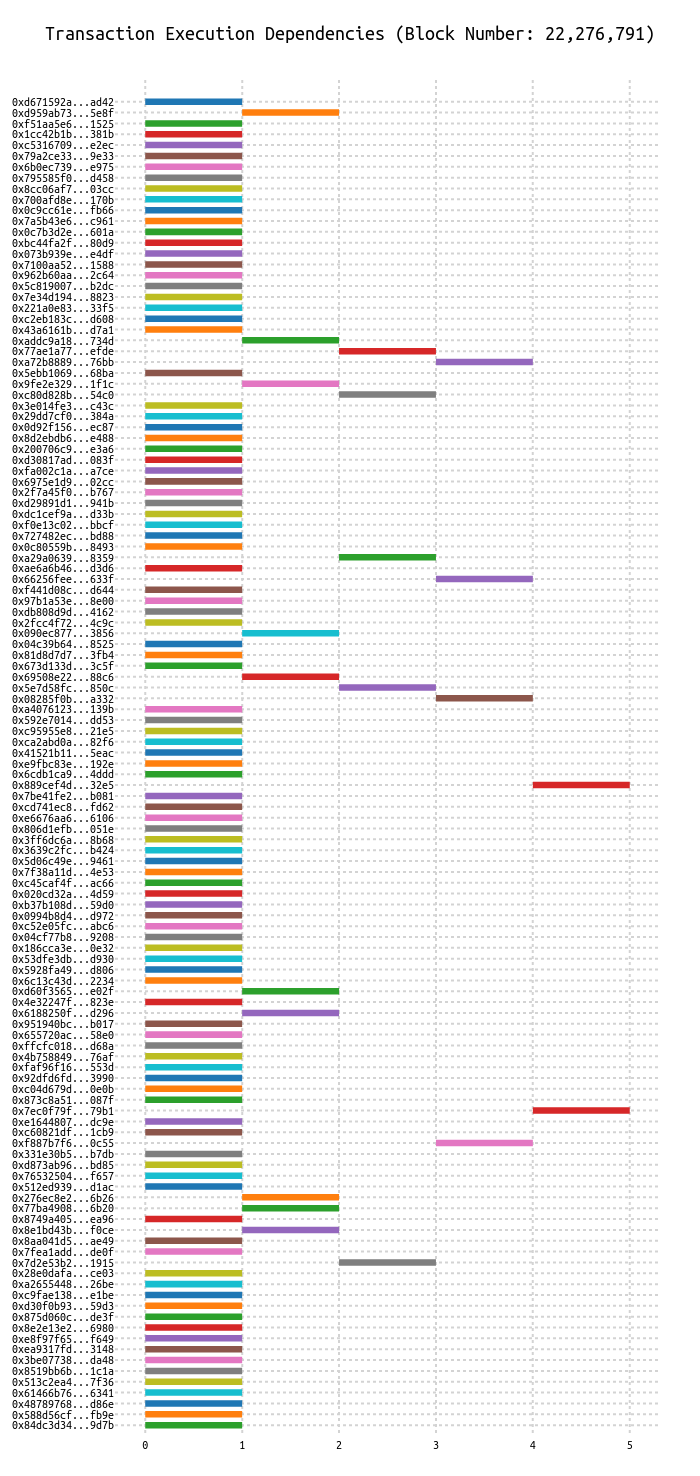 Transaction Execution Dependencies (Block Number: 22,276,791)
0xd671592a...ad42
0xd959ab73...5e8f
0xf51aa5e6...1525
0x1cc42b1b...381b
0xc5316709...e2ec
0x79a2ce33...9e33
0x6b0ec739...e975
0x795585f0...d458
0x8cc06af7...03cc
0x700afd8e...170b
0x0c9cc61e...fb66
0x7a5b43e6...c961
0x0c7b3d2e...601a
0xbc44fa2f...80d9
0x073b939e...e4df
0x7100aa52...1588
0x962b60aa...2c64
0x5c819007...b2dc
0x7e34d194...8823
0x221a0e83...33f5
0xc2eb183c...d608
0x43a6161b...d7a1
0xaddc9a18...734d
0x77ae1a77...efde
0xa72b8889...76bb
0x5ebb1069...68ba
0x9fe2e329...1f1c
0xc80d828b...54c0
0x3e014fe3...c43c
0x29dd7cf0...384a
0x0d92f156...ec87
0x8d2ebdb6...e488
0x200706c9...e3a6
0xd30817ad...083f
0xfa002c1a...a7ce
0x6975e1d9...02cc
0x2f7a45f0...b767
0xd29891d1...941b
0xdc1cef9a...d33b
0xf0e13c02...bbcf
0x727482ec...bd88
0x0c80559b...8493
0xa29a0639...8359
0xae6a6b46...d3d6
0x66256fee...633f
0xf441d08c...d644
0x97b1a53e...8e00
0xdb808d9d...4162
0x2fcc4f72...4c9c
0x090ec877...3856
0x04c39b64...8525
0x81d8d7d7...3fb4
0x673d133d...3c5f
0x69508e22...88c6
0x5e7d58fc...850c
0x08285f0b...a332
0xa4076123...139b
0x592e7014...dd53
0xc95955e8...21e5
0xca2abd0a...82f6
0x41521b11...5eac
0xe9fbc83e...192e
0x6cdb1ca9...4ddd
0x889cef4d...32e5
0x7be41fe2...b081
0xcd741ec8...fd62
0xe6676aa6...6106
0x806d1efb...051e
0x3ff6dc6a...8b68
0x3639c2fc...b424
0x5d06c49e...9461
0x7f38a11d...4e53
0xc45caf4f...ac66
0x020cd32a...4d59
0xb37b108d...59d0
0x0994b8d4...d972
0xc52e05fc...abc6
0x04cf77b8...9208
0x186cca3e...0e32
0x53dfe3db...d930
0x5928fa49...d806
0x6c13c43d...2234
0xd60f3565...e02f
0x4e32247f...823e
0x6188250f...d296
0x951940bc...b017
0x655720ac...58e0
0xffcfc018...d68a
0x4b758849...76af
0xfaf96f16...553d
0x92dfd6fd...3990
0xc04d679d...0e0b
0x873c8a51...087f
0x7ec0f79f...79b1
0xe1644807...dc9e
0xc60821df...1cb9
0xf887b7f6...0c55
0x331e30b5...b7db
0xd873ab96...bd85
0x76532504...f657
0x512ed939...d1ac
0x276ec8e2...6b26
0x77ba4908...6b20
0x8749a405...ea96
0x8e1bd43b...f0ce
0x8aa041d5...ae49
0x7fea1add...de0f
0x7d2e53b2...1915
0x28e0dafa...ce03
0xa2655448...26be
0xc9fae138...e1be
0xd30f0b93...59d3
0x875d060c...de3f
0x8e2e13e2...6980
0xe8f97f65...f649
0xea9317fd...3148
0x3be07738...da48
0x8519bb6b...1c1a
0x513c2ea4...7f36
0x61466b76...6341
0x48789768...d86e
0x588d56cf...fb9e
0x84dc3d34...9d7b
0 1 2 3 4 5